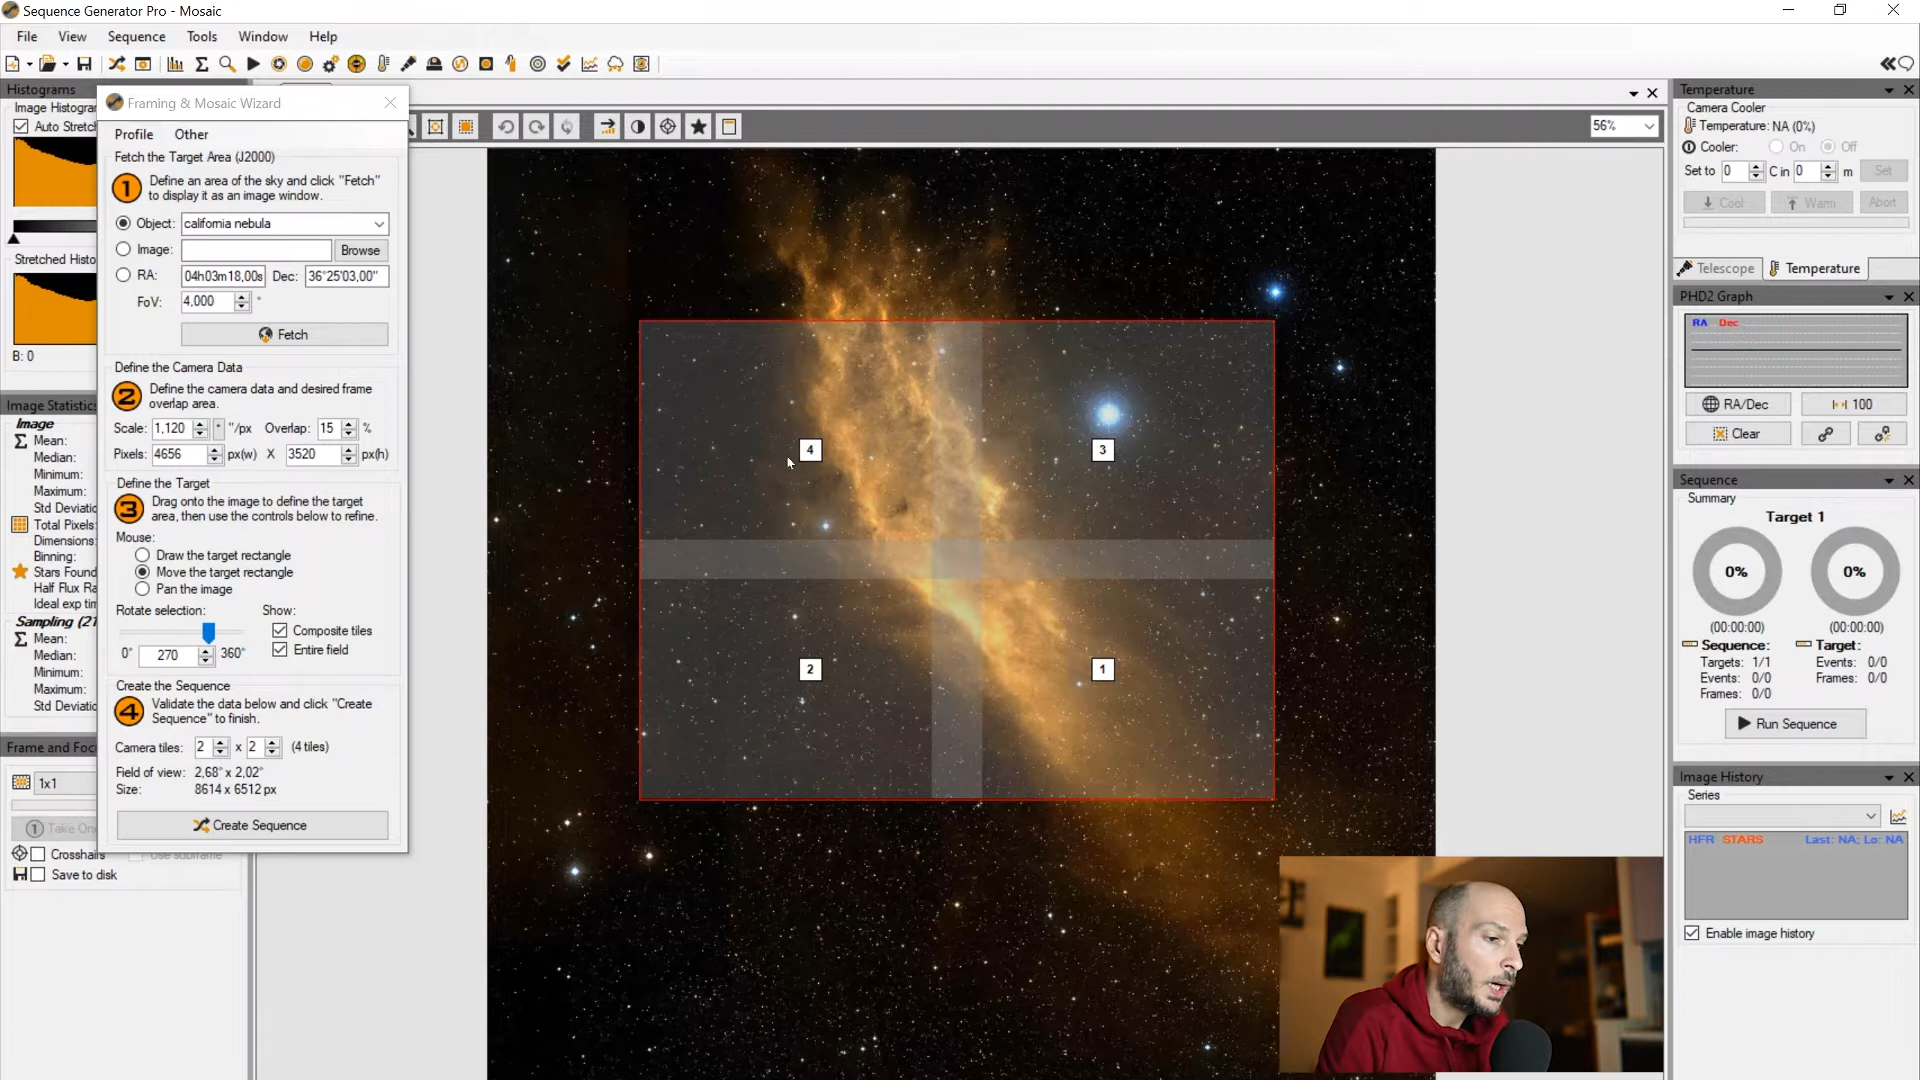 Sequence Generator Pro - Mosaic
File View Sequence Tools Window Help
Histograms
Image Histogra
Auto Stretc
Stretched Histo
B: 0
Image Statistics
Image
Mean:
Median:
Minimum:
Maximum:
Std Deviatio
Total Pixels:
Dimensions:
Binning:
Stars Found
Half Flux Ra
Ideal exp tim
Sampling (21
Mean:
Median:
Minimum:
Maximum:
Std Deviatio
Frame and Foc
1x1
Take On
Crosshairs
Use subframe
Save to disk
Framing & Mosaic Wizard
Profile Other
Fetch the Target Area (J2000)
1 Define an area of the sky and click "Fetch"
to display it as an image window.
Object: california nebula
Image: Browse
RA: 04h03m18,00s Dec: 36°25'03,00"
FoV: 4,000 °
Fetch
Define the Camera Data
2 Define the camera data and desired frame
overlap area.
Scale: 1,120 ° "/px Overlap: 15 %
Pixels: 4656 px(w) X 3520 px(h)
Define the Target
3 Drag onto the image to define the target
area, then use the controls below to refine.
Mouse:
Draw the target rectangle
Move the target rectangle
Pan the image
Rotate selection: Show:
Composite tiles
0° 270 360° Entire field
Create the Sequence
4 Validate the data below and click "Create
Sequence" to finish.
Camera tiles: 2 x 2 (4 tiles)
Field of view: 2,68° x 2,02°
Size: 8614 x 6512 px
Create Sequence
56%
4
3
2
1
Temperature
Camera Cooler
Temperature: NA (0%)
Cooler: On Off
Set to 0 C in 0 m Set
Cool Warm Abort
Telescope Temperature
PHD2 Graph
RA Dec
RA/Dec 100
Clear
Sequence
Summary
Target 1
0% 0%
(00:00:00) (00:00:00)
Sequence: Target:
Targets: 1/1 Events: 0/0
Events: 0/0 Frames: 0/0
Frames: 0/0
Run Sequence
Image History
Series
HFR STARS Last: NA; Lo: NA
Enable image history